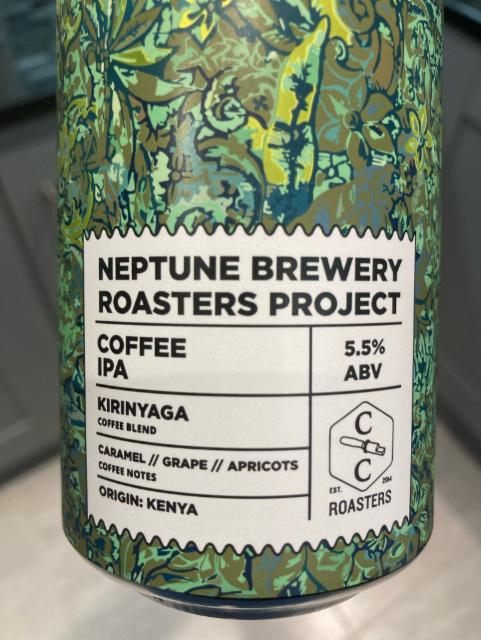 NEPTUNE BREWERY
ROASTERS PROJECT
COFFEE
IPA
5.5%
ABV
KIRINYAGA
COFFEE BLEND
CARAMEL // GRAPE // APRICOTS
COFFEE NOTES
ORIGIN: KENYA
C
C
EST. 2014
ROASTERS